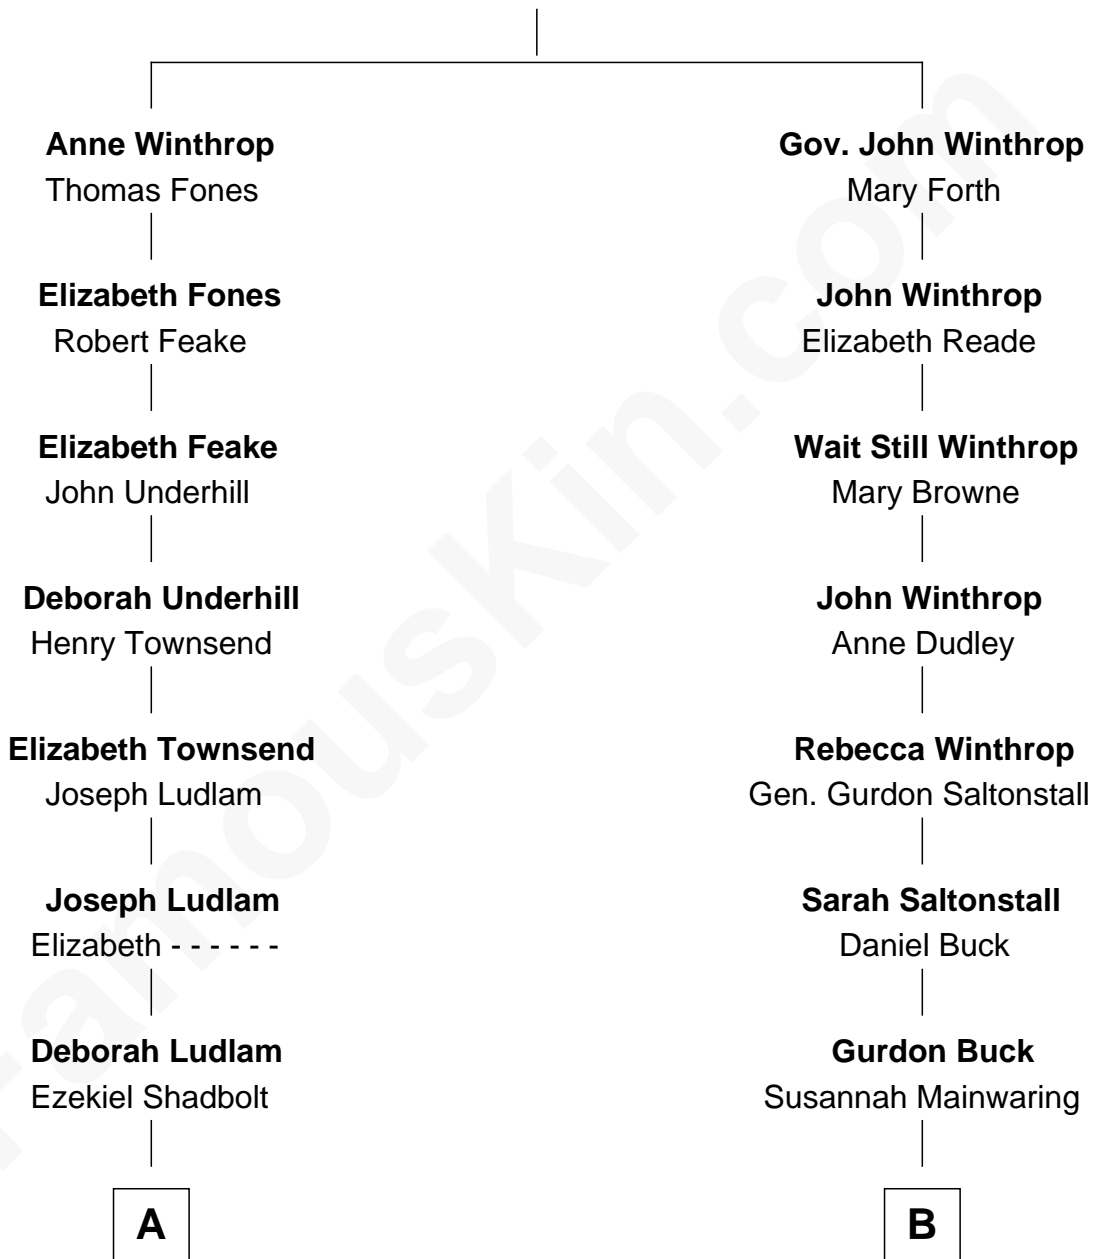 Anne Winthrop
Thomas Fones
Elizabeth Fones
Robert Feake
Elizabeth Feake
John Underhill
Deborah Underhill
Henry Townsend
Elizabeth Townsend
Joseph Ludlam
Joseph Ludlam
Elizabeth - - - - - -
Deborah Ludlam
Ezekiel Shadbolt
A
Gov. John Winthrop
Mary Forth
John Winthrop
Elizabeth Reade
Wait Still Winthrop
Mary Browne
John Winthrop
Anne Dudley
Rebecca Winthrop
Gen. Gurdon Saltonstall
Sarah Saltonstall
Daniel Buck
Gurdon Buck
Susannah Mainwaring
B
FamousKin.com